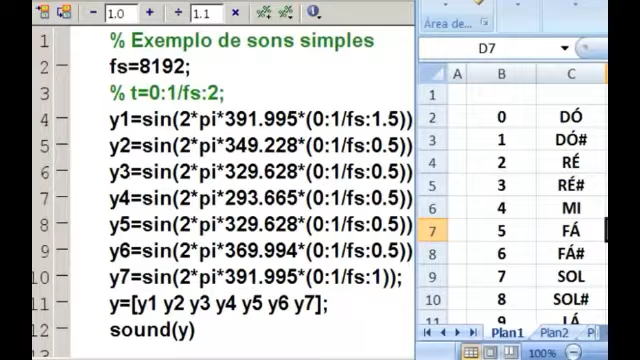 1.0
1.1
1 % Exemplo de sons simples
2 fs=8192;
3 % t=0:1/fs:2;
4 y1=sin(2*pi*391.995*(0:1/fs:1.5))
5 y2=sin(2*pi*349.228*(0:1/fs:0.5))
6 y3=sin(2*pi*329.628*(0:1/fs:0.5))
7 y4=sin(2*pi*293.665*(0:1/fs:0.5))
8 y5=sin(2*pi*329.628*(0:1/fs:0.5))
9 y6=sin(2*pi*369.994*(0:1/fs:0.5))
10 y7=sin(2*pi*391.995*(0:1/fs:1));
11 y=[y1 y2 y3 y4 y5 y6 y7];
12 sound(y)
Área de...
D7
A B C
1
2 0 DÓ
3 1 DÓ#
4 2 RÉ
5 3 RÉ#
6 4 MI
7 5 FÁ
8 6 FÁ#
9 7 SOL
10 8 SOL#
11 9 LÁ
Plan1 Plan2
100%